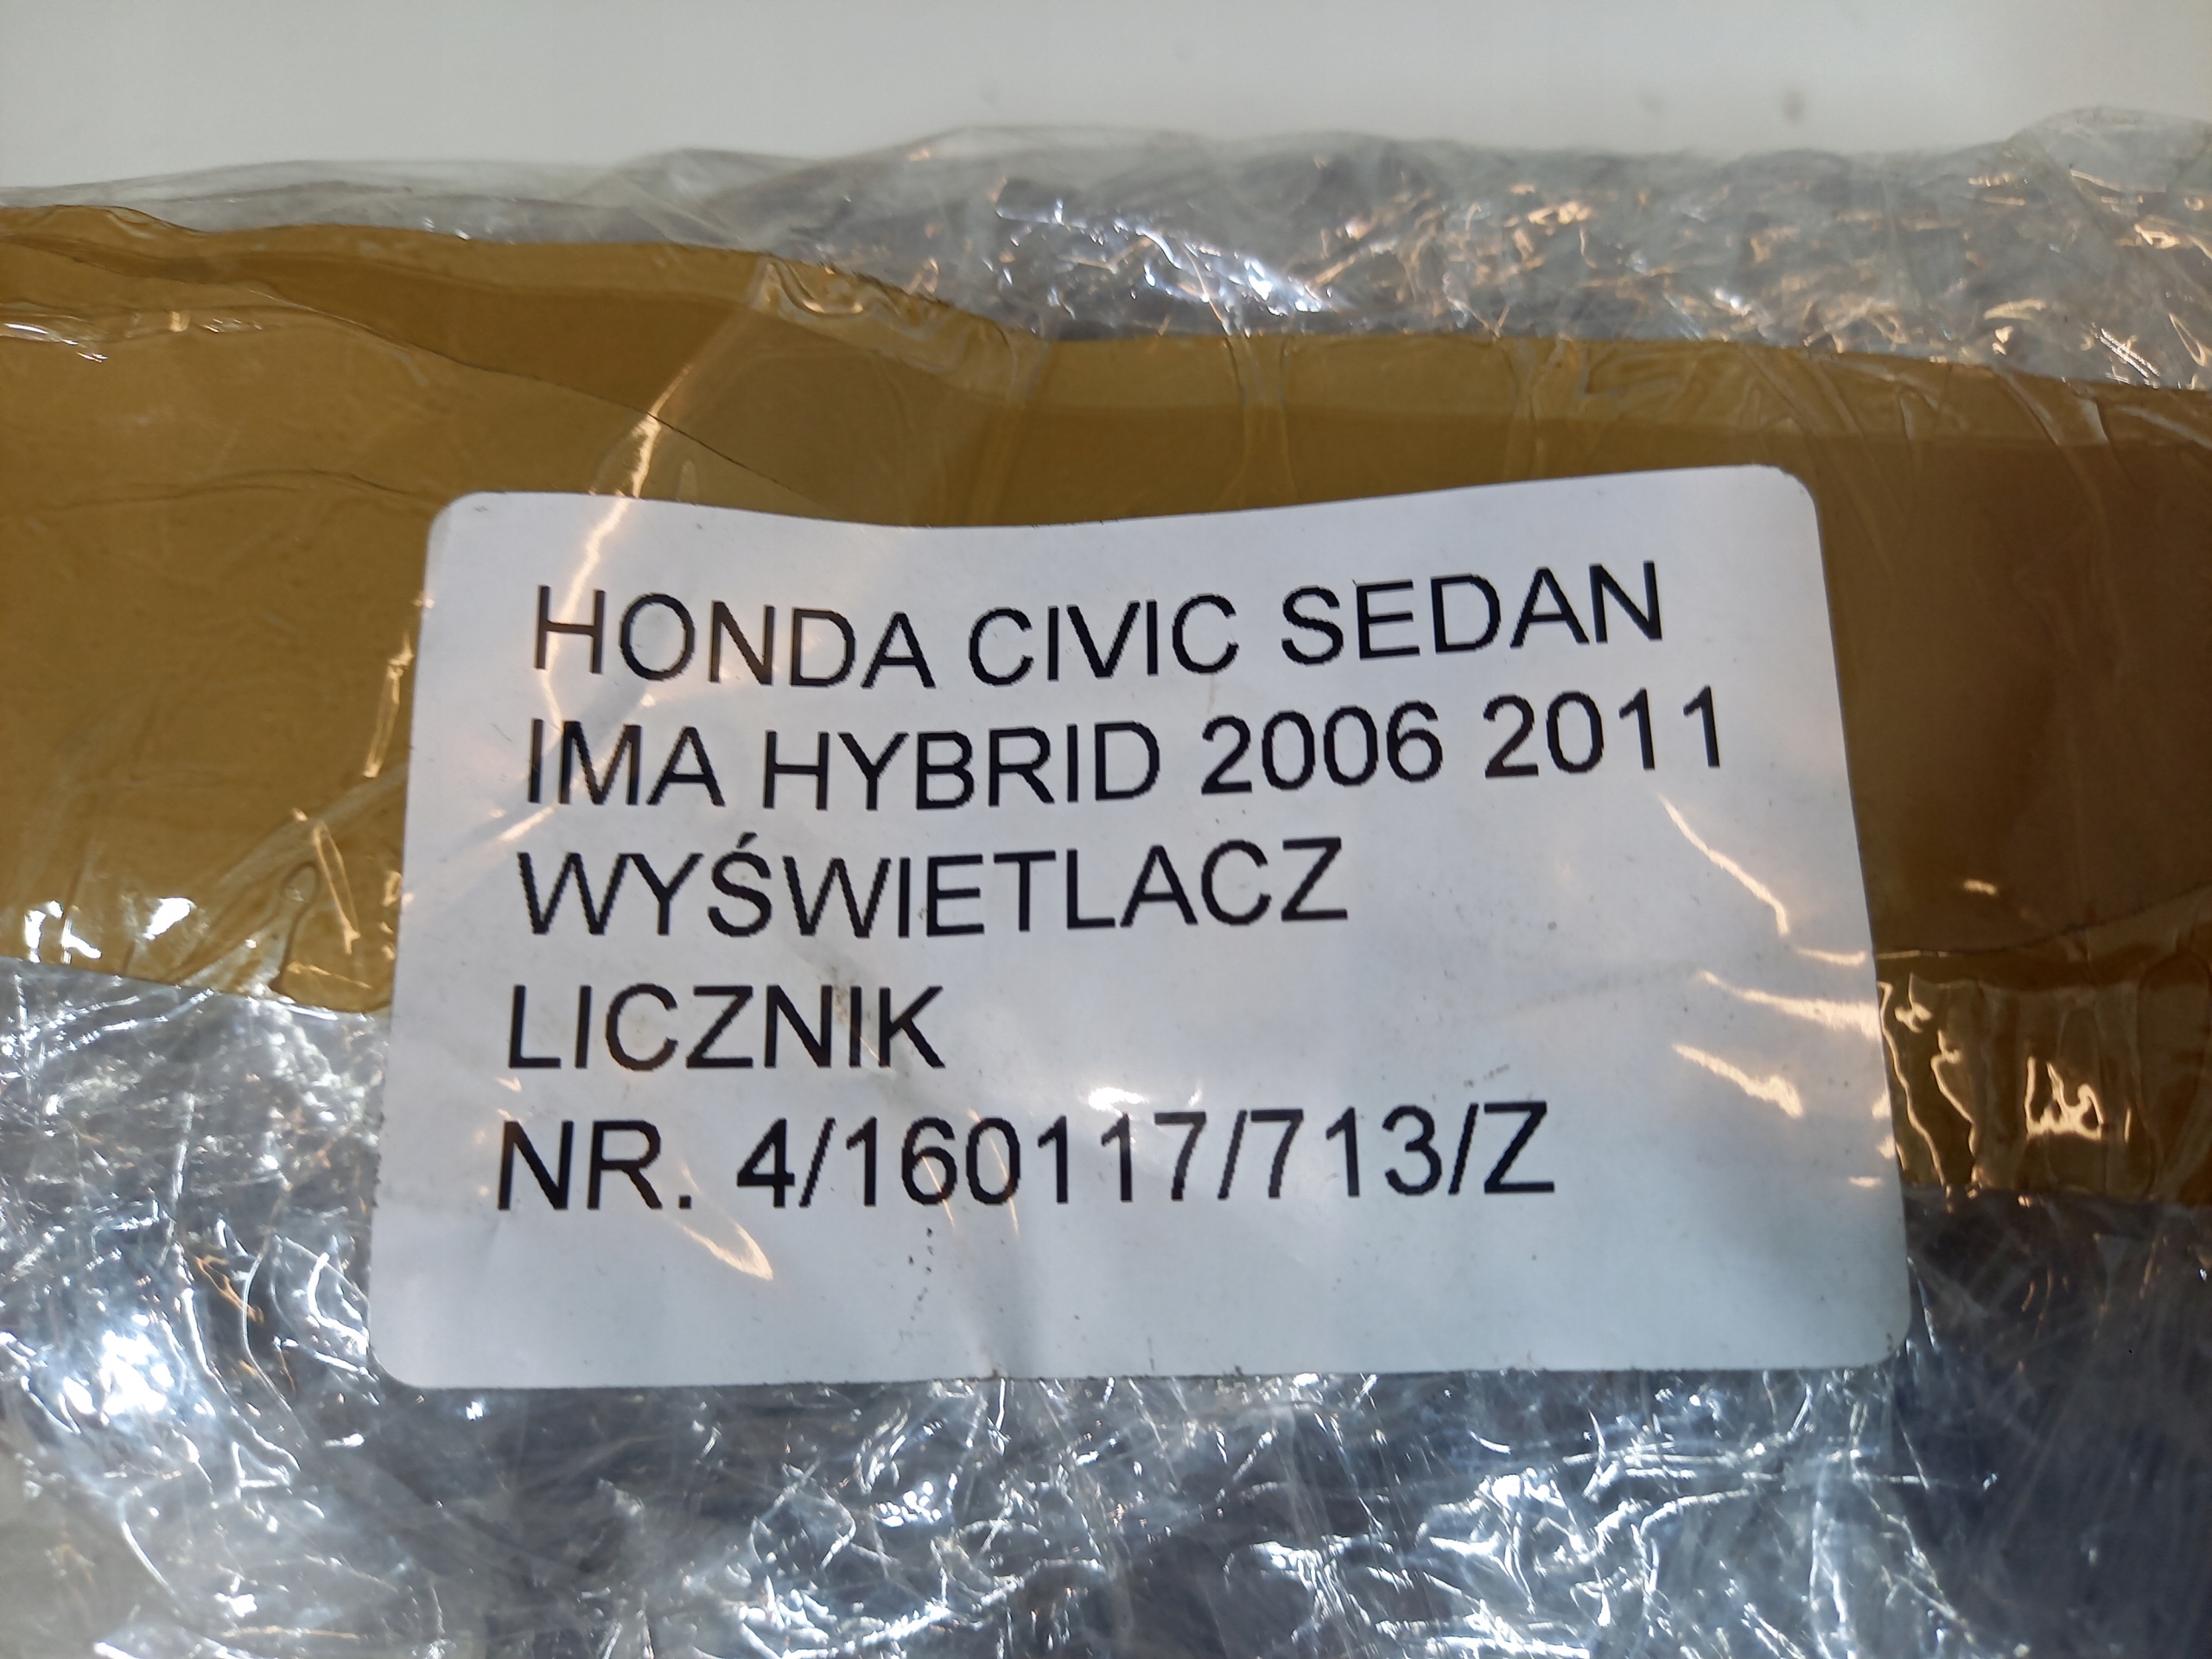 HONDA CIVIC SEDAN
IMA HYBRID 2006 2011
WYŚWIETLACZ
LICZNIK
NR. 4/160117/713/Z